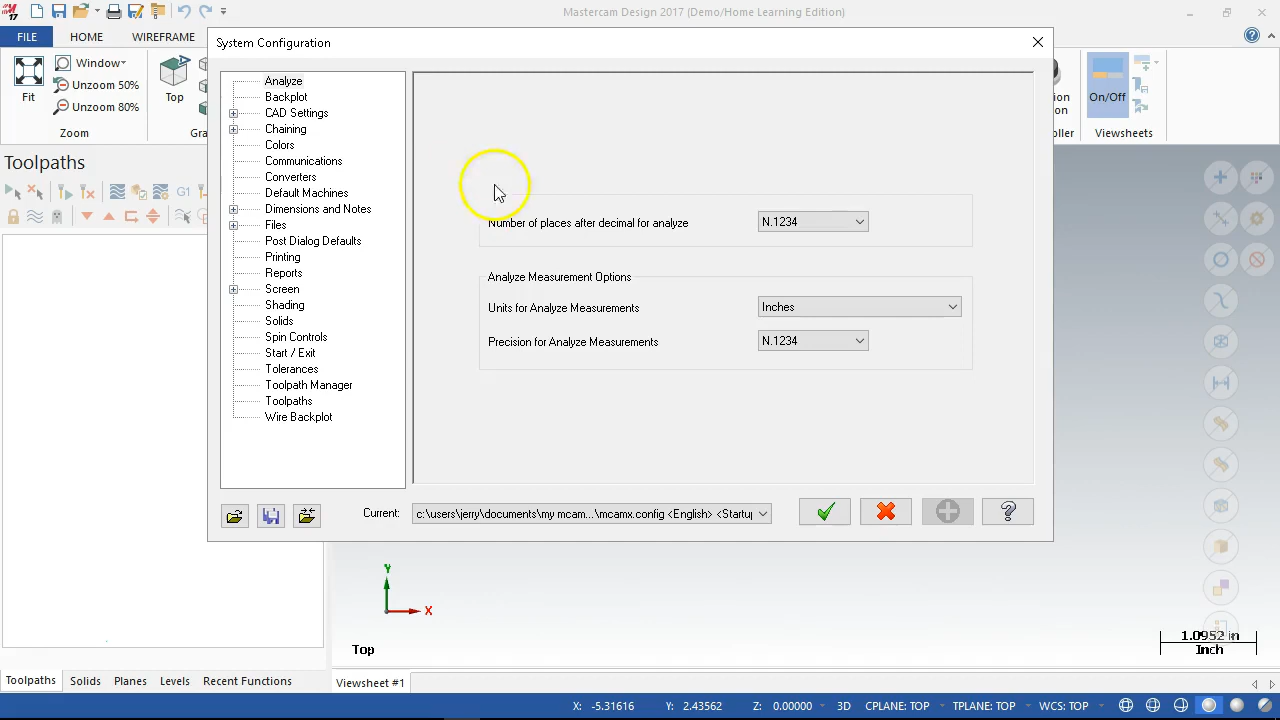 17
Mastercam Design 2017 (Demo/Home Learning Edition)
FILE
HOME
WIREFRAME
Fit
Window
Unzoom 50%
Unzoom 80%
Zoom
Top
Gra
On/Off
Viewsheets
Toolpaths
G1
System Configuration
Analyze
Backplot
CAD Settings
Chaining
Colors
Communications
Converters
Default Machines
Dimensions and Notes
Files
Post Dialog Defaults
Printing
Reports
Screen
Shading
Solids
Spin Controls
Start / Exit
Tolerances
Toolpath Manager
Toolpaths
Wire Backplot
Number of places after decimal for analyze
N.1234
Analyze Measurement Options
Units for Analyze Measurements
Inches
Precision for Analyze Measurements
N.1234
Current:
c:\users\jerry\documents\my mcam...\mcamx.config <English> <Startup
Y
X
Top
1.0952 in
Inch
Toolpaths
Solids
Planes
Levels
Recent Functions
Viewsheet #1
X: -5.31616
Y: 2.43562
Z: 0.00000
3D
CPLANE: TOP
TPLANE: TOP
WCS: TOP